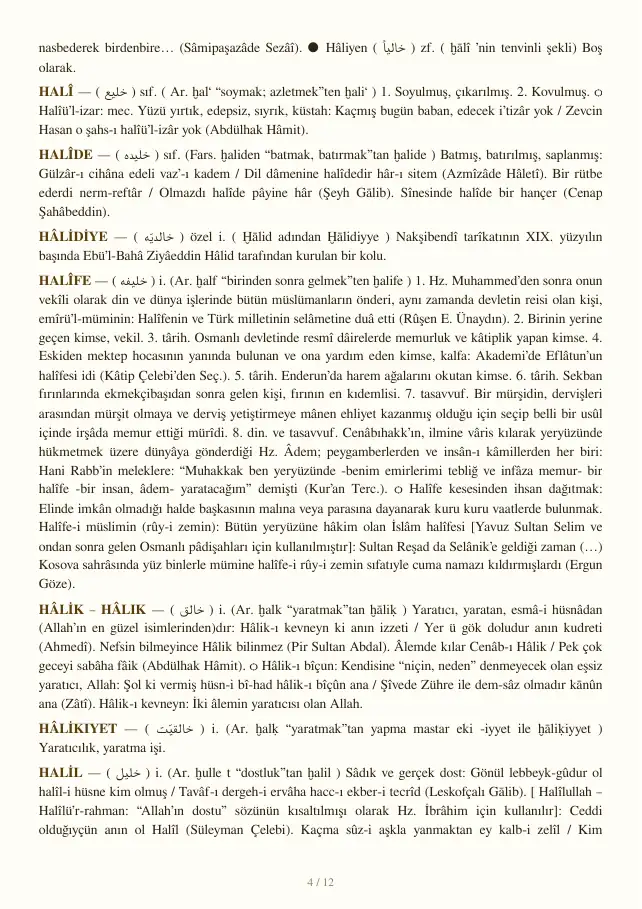 nasbederek birdenbire… (Sâmipaşazâde Sezâî). ● Hâliyen ( خالياً ) zf. ( ḫālī ’nin tenvinli şekli) Boş
olarak.
HALÎ — ( خليع ) sıf. ( Ar. ḫal‘ “soymak; azletmek”ten ḫali‘ ) 1. Soyulmuş, çıkarılmış. 2. Kovulmuş. ѻ
Halîü’l-izar: mec. Yüzü yırtık, edepsiz, sıyrık, küstah: Kaçmış bugün baban, edecek i’tizâr yok / Zevcin
Hasan o şahs-ı halîü’l-izâr yok (Abdülhak Hâmit).
HALÎDE — ( خليده ) sıf. (Fars. ḫaliden “batmak, batırmak”tan ḫalide ) Batmış, batırılmış, saplanmış:
Gülzâr-ı cihâna edeli vaz’-ı kadem / Dil dâmenine halîdedir hâr-ı sitem (Azmîzâde Hâletî). Bir rütbe
ederdi nerm-reftâr / Olmazdı halîde pâyine hâr (Şeyh Gālib). Sînesinde halîde bir hançer (Cenap
Şahâbeddin).
HÂLİDİYE — ( خالديّه ) özel i. ( Ḫālid adından Ḫālidiyye ) Nakşibendî tarîkatının XIX. yüzyılın
başında Ebü’l-Bahâ Ziyâeddin Hâlid tarafından kurulan bir kolu.
HALÎFE — ( خليفه ) i. (Ar. ḫalf “birinden sonra gelmek”ten ḫalife ) 1. Hz. Muhammed’den sonra onun
vekîli olarak din ve dünya işlerinde bütün müslümanların önderi, aynı zamanda devletin reisi olan kişi,
emîrü’l-müminin: Halîfenin ve Türk milletinin selâmetine duâ etti (Rûşen E. Ünaydın). 2. Birinin yerine
geçen kimse, vekil. 3. târih. Osmanlı devletinde resmî dâirelerde memurluk ve kâtiplik yapan kimse. 4.
Eskiden mektep hocasının yanında bulunan ve ona yardım eden kimse, kalfa: Akademi’de Eflâtun’un
halîfesi idi (Kâtip Çelebi’den Seç.). 5. târih. Enderun’da harem ağalarını okutan kimse. 6. târih. Sekban
fırınlarında ekmekçibaşıdan sonra gelen kişi, fırının en kıdemlisi. 7. tasavvuf. Bir mürşidin, dervişleri
arasından mürşit olmaya ve derviş yetiştirmeye mânen ehliyet kazanmış olduğu için seçip belli bir usûl
içinde irşâda memur ettiği mürîdi. 8. din. ve tasavvuf. Cenâbıhakk’ın, ilmine vâris kılarak yeryüzünde
hükmetmek üzere dünyâya gönderdiği Hz. Âdem; peygamberlerden ve insân-ı kâmillerden her biri:
Hani Rabb’in meleklere: “Muhakkak ben yeryüzünde -benim emirlerimi tebliğ ve infâza memur- bir
halîfe -bir insan, âdem- yaratacağım” demişti (Kur’an Terc.). ѻ Halîfe kesesinden ihsan dağıtmak:
Elinde imkân olmadığı halde başkasının malına veya parasına dayanarak kuru kuru vaatlerde bulunmak.
Halîfe-i müslimin (rûy-i zemin): Bütün yeryüzüne hâkim olan İslâm halîfesi [Yavuz Sultan Selim ve
ondan sonra gelen Osmanlı pâdişahları için kullanılmıştır]: Sultan Reşad da Selânik’e geldiği zaman (…)
Kosova sahrâsında yüz binlerle mümine halîfe-i rûy-i zemin sıfatıyle cuma namazı kıldırmışlardı (Ergun
Göze).
HÂLİK – HÂLIK — ( خالق ) i. (Ar. ḫalk “yaratmak”tan ḫāliḳ ) Yaratıcı, yaratan, esmâ-i hüsnâdan
(Allah’ın en güzel isimlerinden)dır: Hâlik-ı kevneyn ki anın izzeti / Yer ü gök doludur anın kudreti
(Ahmedî). Nefsin bilmeyince Hâlik bilinmez (Pir Sultan Abdal). Âlemde kılar Cenâb-ı Hâlik / Pek çok
geceyi sabâha fâik (Abdülhak Hâmit). ѻ Hâlik-ı bîçun: Kendisine “niçin, neden” denmeyecek olan eşsiz
yaratıcı, Allah: Şol ki vermiş hüsn-i bî-had hâlik-ı bîçûn ana / Şîvede Zühre ile dem-sâz olmadır kānûn
ana (Zâtî). Hâlik-ı kevneyn: İki âlemin yaratıcısı olan Allah.
HÂLİKIYET — ( خالقيّت ) i. (Ar. ḫalḳ “yaratmak”tan yapma mastar eki -iyyet ile ḫāliḳiyyet )
Yaratıcılık, yaratma işi.
HALİL — ( خليل ) i. (Ar. ḫulle t “dostluk”tan ḫalil ) Sâdık ve gerçek dost: Gönül lebbeyk-gûdur ol
halîl-i hüsne kim olmuş / Tavâf-ı dergeh-i ervâha hacc-ı ekber-i tecrîd (Leskofçalı Gālib). [ Halîlullah –
Halîlü’r-rahman: “Allah’ın dostu” sözünün kısaltılmışı olarak Hz. İbrâhim için kullanılır]: Ceddi
olduğıyçün anın ol Halîl (Süleyman Çelebi). Kaçma sûz-i aşkla yanmaktan ey kalb-i zelîl / Kim
4 / 12